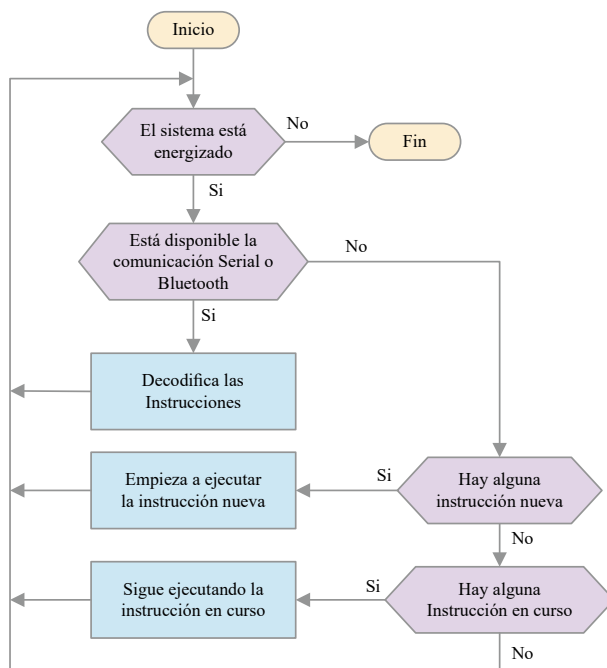 Inicio
El sistema está
energizado
No
Fin
Si
Está disponible la
comunicación Serial o
Bluetooth
No
Si
Decodifica las
Instrucciones
Empieza a ejecutar
la instrucción nueva
Si
Hay alguna
instrucción nueva
No
Sigue ejecutando la
instrucción en curso
Si
Hay alguna
Instrucción en curso
No